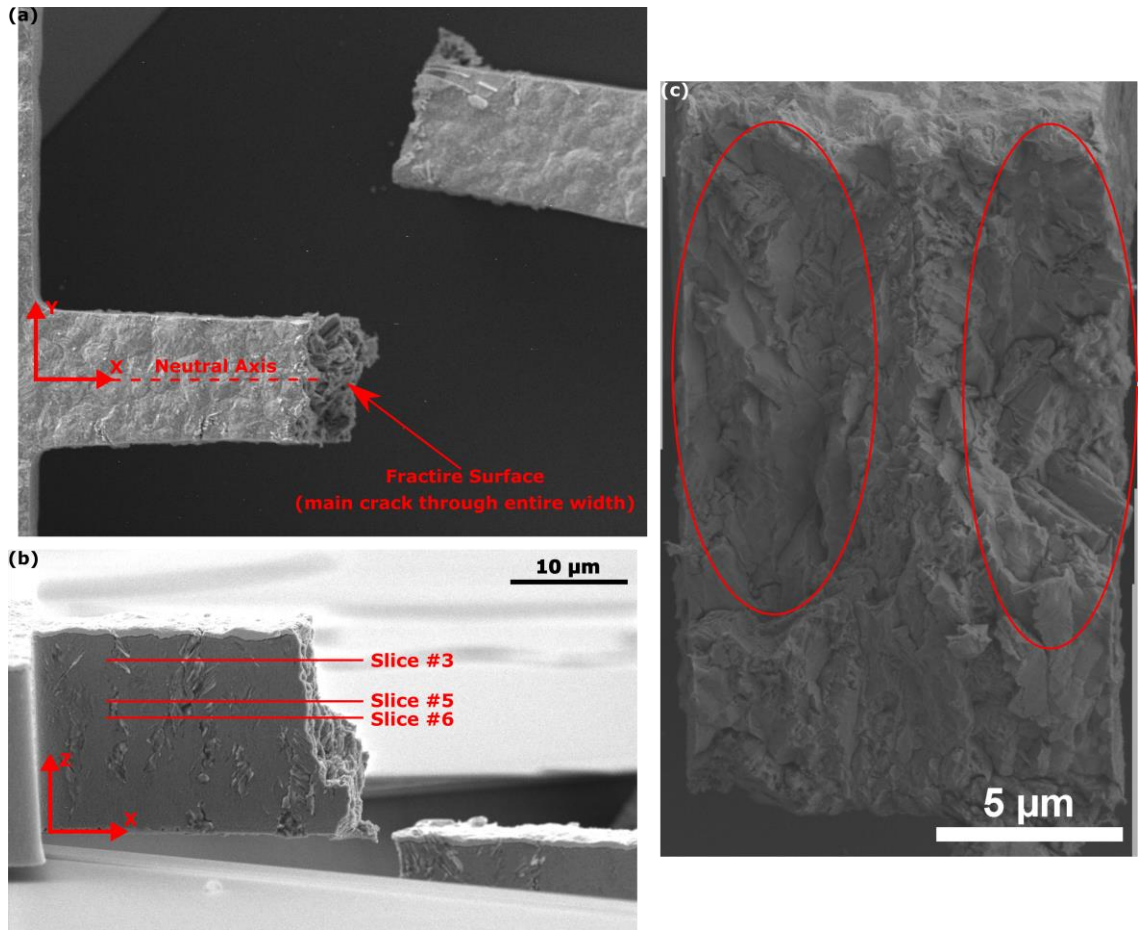 (a)
Y
X
Neutral Axis
Fractire Surface
(main crack through entire width)
(b)
10 µm
Slice #3
Slice #5
Slice #6
Z
X
(c)
5 µm